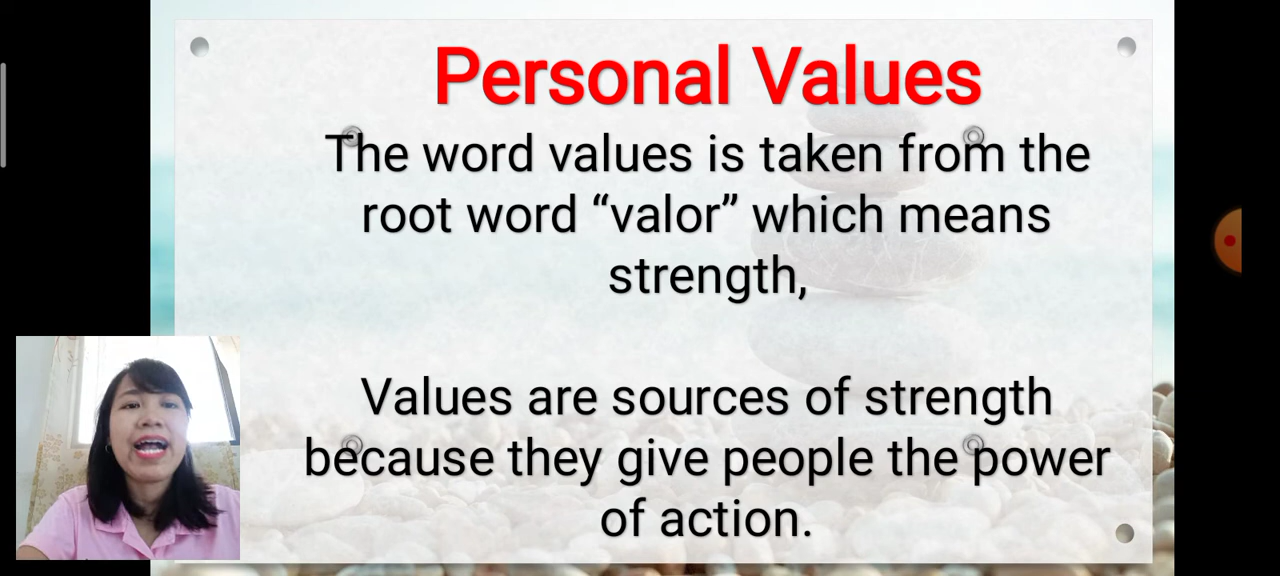 Personal Values
The word values is taken from the
root word “valor” which means
strength,
Values are sources of strength
because they give people the power
of action.